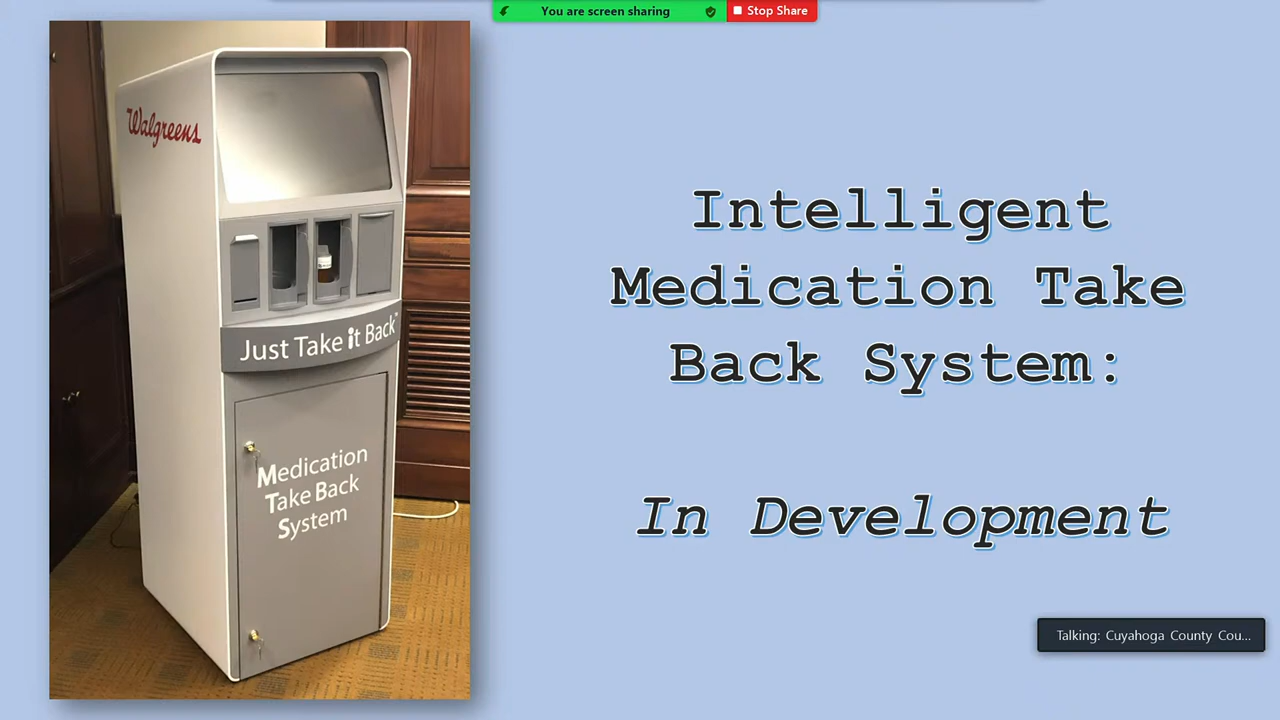 You are screen sharing
Stop Share
Walgreens
Just Take it Back™
Medication
Take Back
System
Intelligent
Medication Take
Back System:
In Development
Talking: Cuyahoga County Cou...